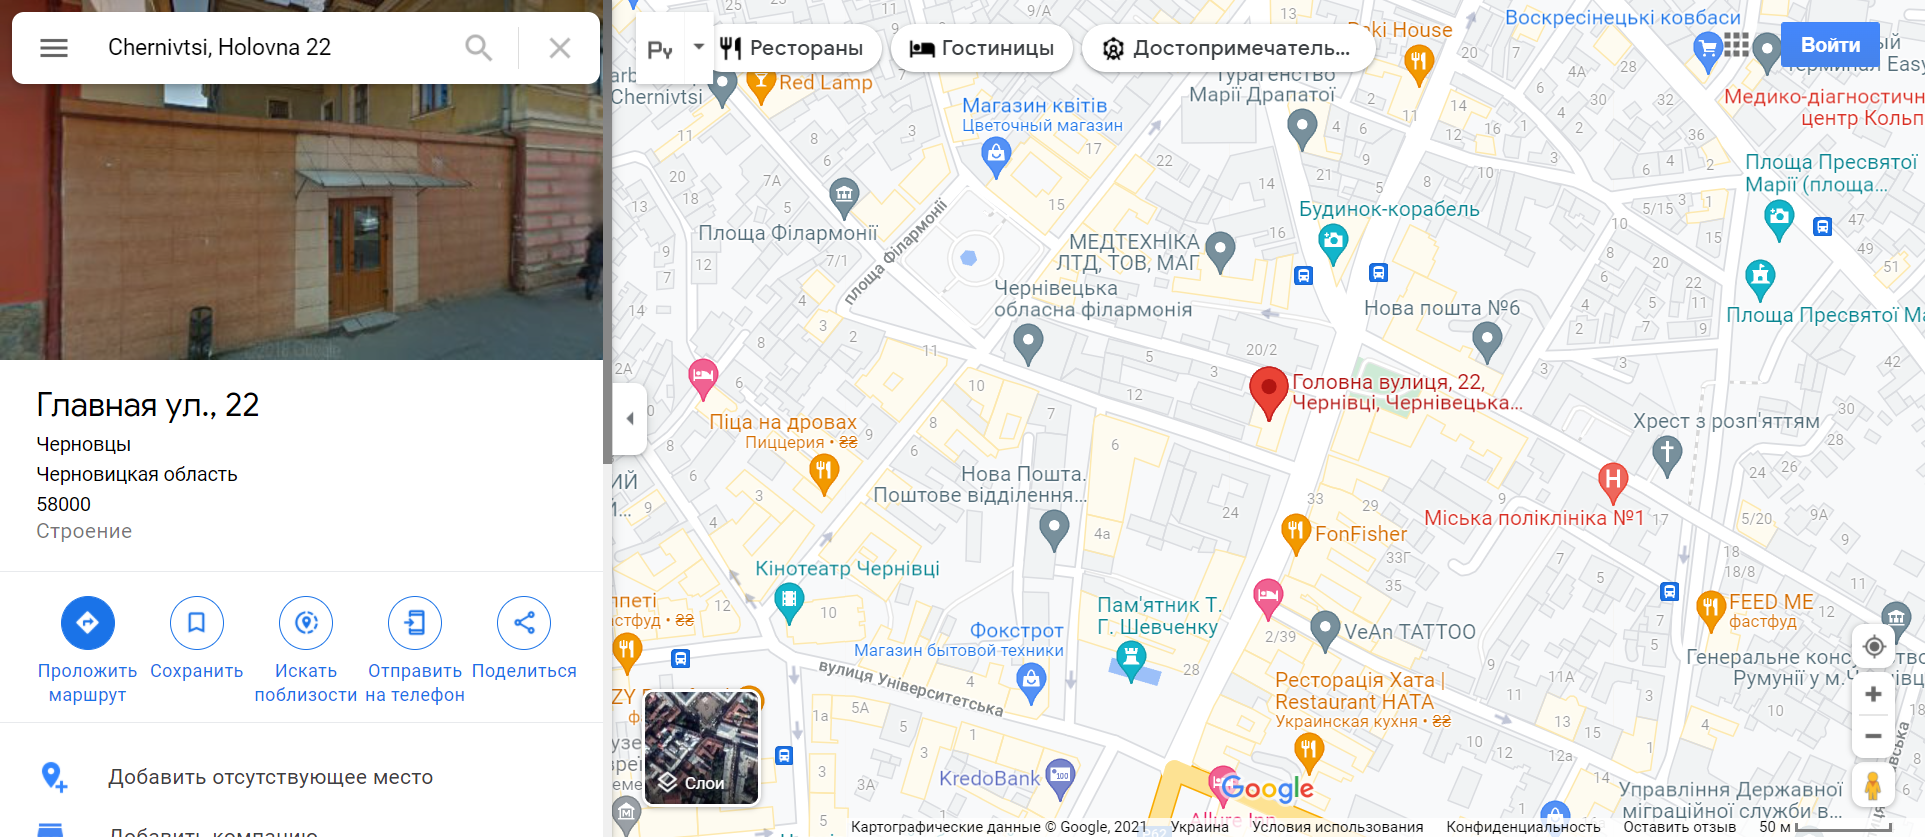 Chernivtsi, Holovna 22
Главная ул., 22
Черновцы
Черновицкая область
58000
Строение
Проложить
маршрут
Сохранить
Искать
поблизости
Отправить
на телефон
Поделиться
Добавить отсутствующее место
Добавить компанию
Рестораны
Гостиницы
Достопримечатель...
Войти
Воскресінецькі ковбаси
Chernivtsi
Red Lamp
Магазин квітів
Цветочный магазин
Турагенство
Марії Драпатої
Медико-діагностичн
центр Кольп
Площа Пресвятої
Марії (площа...
Будинок-корабель
Площа Філармонії
площа Філармонії
МЕДТЕХНІКА
ЛТД, ТОВ, МАГ
Чернівецька
обласна філармонія
Нова пошта №6
Площа Пресвятої Ма
Головна вулиця, 22,
Чернівці, Чернівецька...
Піца на дровах
Пиццерия • ₴₴
Хрест з розп'яттям
Нова Пошта.
Поштове відділення...
Міська поліклініка №1
FonFisher
Кінотеатр Чернівці
Пам'ятник Т.
Г. Шевченку
VeAn TATTOO
FEED ME
фастфуд
Фокстрот
Магазин бытовой техники
вулиця Університетська
Генеральне консульство
Румунії у м.Ч
Ресторація Хата |
Restaurant HATA
Украинская кухня • ₴₴
KredoBank
Управління Державної
міграційної служби в...
Allure Inn
P62
Слои
Google
Картографические данные © Google, 2021
Украина
Условия использования
Конфиденциальность
Оставить отзыв
50 м